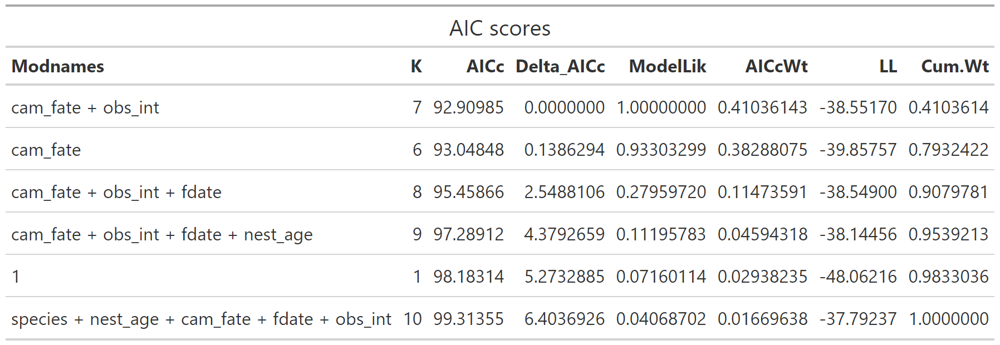 AIC scores
Modnames K AICc Delta_AICc ModelLik AICcWt LL Cum.Wt
cam_fate + obs_int 7 92.90985 0.0000000 1.00000000 0.41036143 -38.55170 0.4103614
cam_fate 6 93.04848 0.1386294 0.93303299 0.38288075 -39.85757 0.7932422
cam_fate + obs_int + fdate 8 95.45866 2.5488106 0.27959720 0.11473591 -38.54900 0.9079781
cam_fate + obs_int + fdate + nest_age 9 97.28912 4.3792659 0.11195783 0.04594318 -38.14456 0.9539213
1 1 98.18314 5.2732885 0.07160114 0.02938235 -48.06216 0.9833036
species + nest_age + cam_fate + fdate + obs_int 10 99.31355 6.4036926 0.04068702 0.01669638 -37.79237 1.0000000